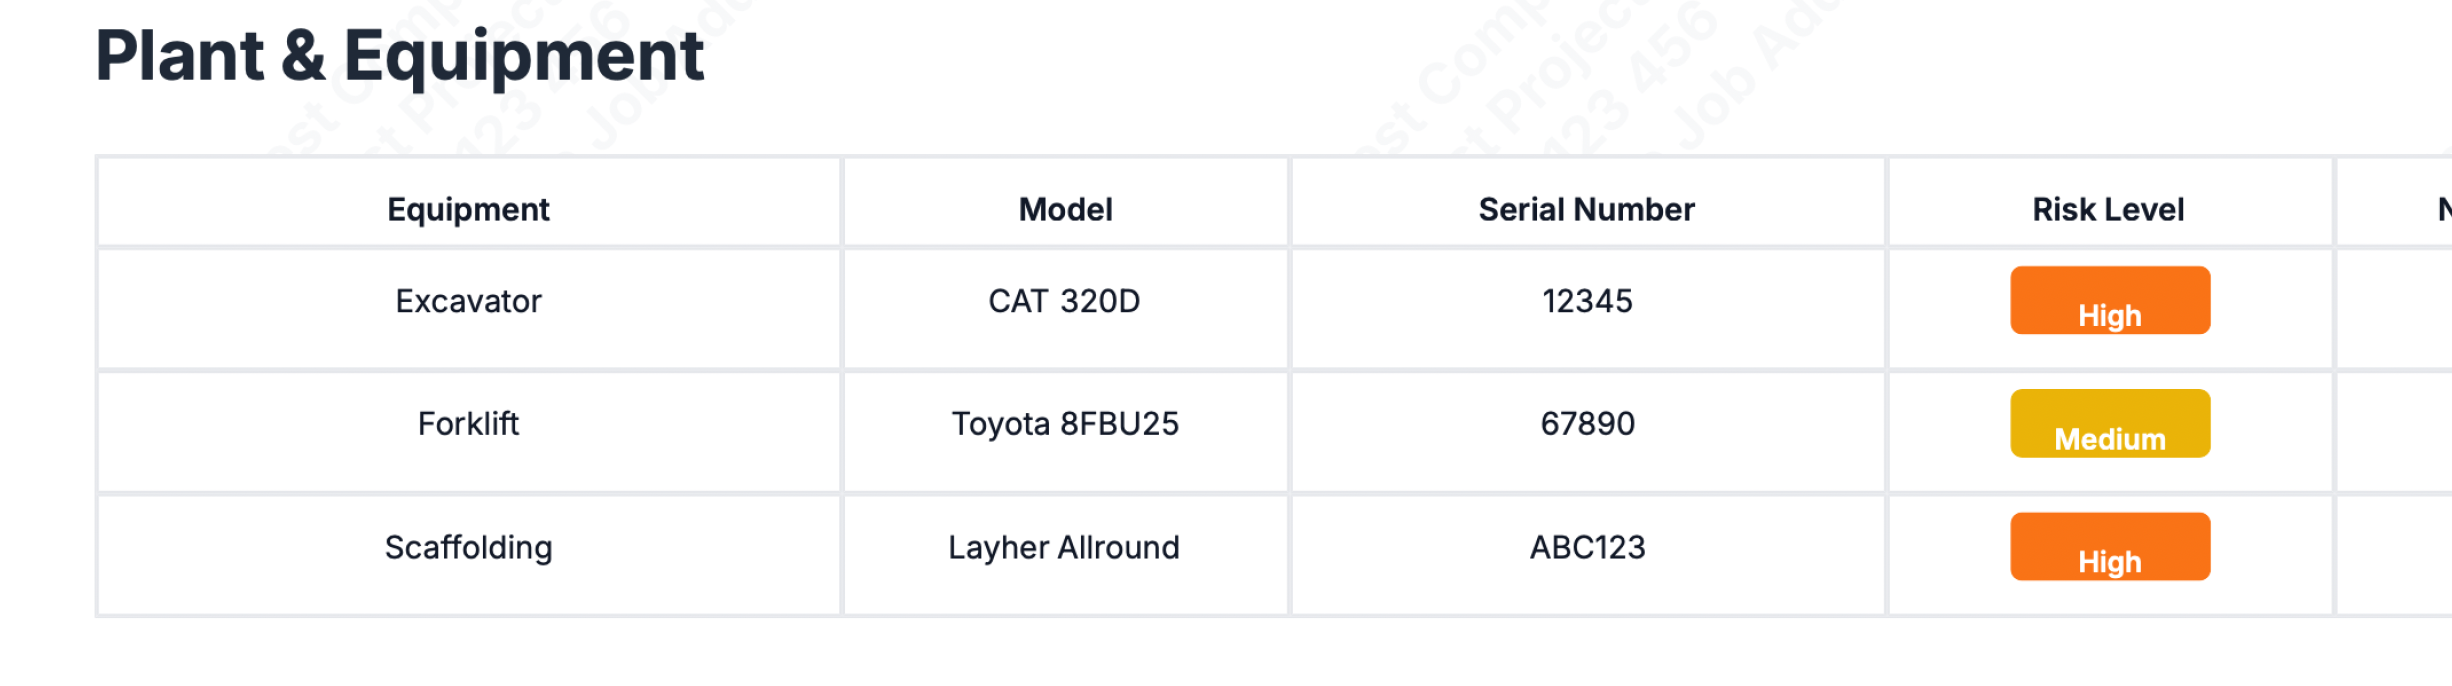 Plant & Equipment
Equipment Model Serial Number Risk Level
Excavator CAT 320D 12345 High
Forklift Toyota 8FBU25 67890 Medium
Scaffolding Layher Allround ABC123 High